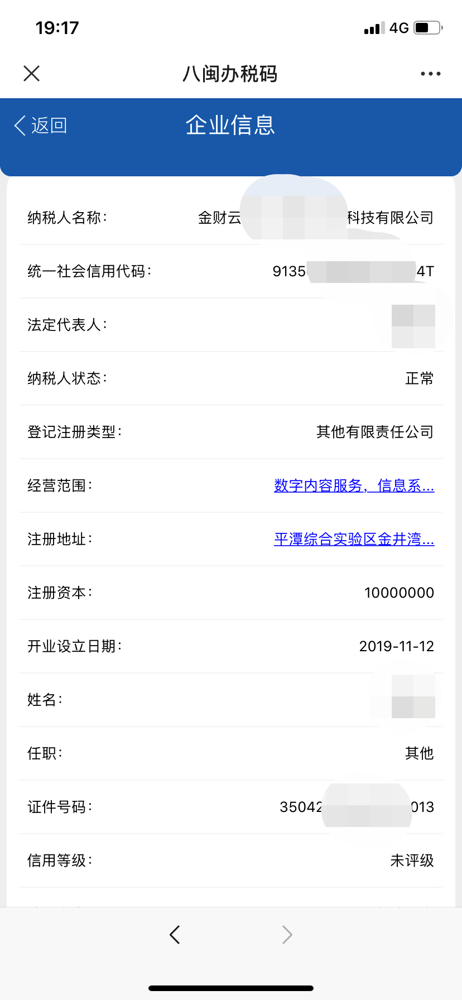 19:17
4G
八闽办税码
返回
企业信息
纳税人名称： 金财云 科技有限公司
统一社会信用代码： 9135 4T
法定代表人：
纳税人状态： 正常
登记注册类型： 其他有限责任公司
经营范围： 数字内容服务，信息系...
注册地址： 平潭综合实验区金井湾...
注册资本： 10000000
开业设立日期： 2019-11-12
姓名：
任职： 其他
证件号码： 35042 013
信用等级： 未评级